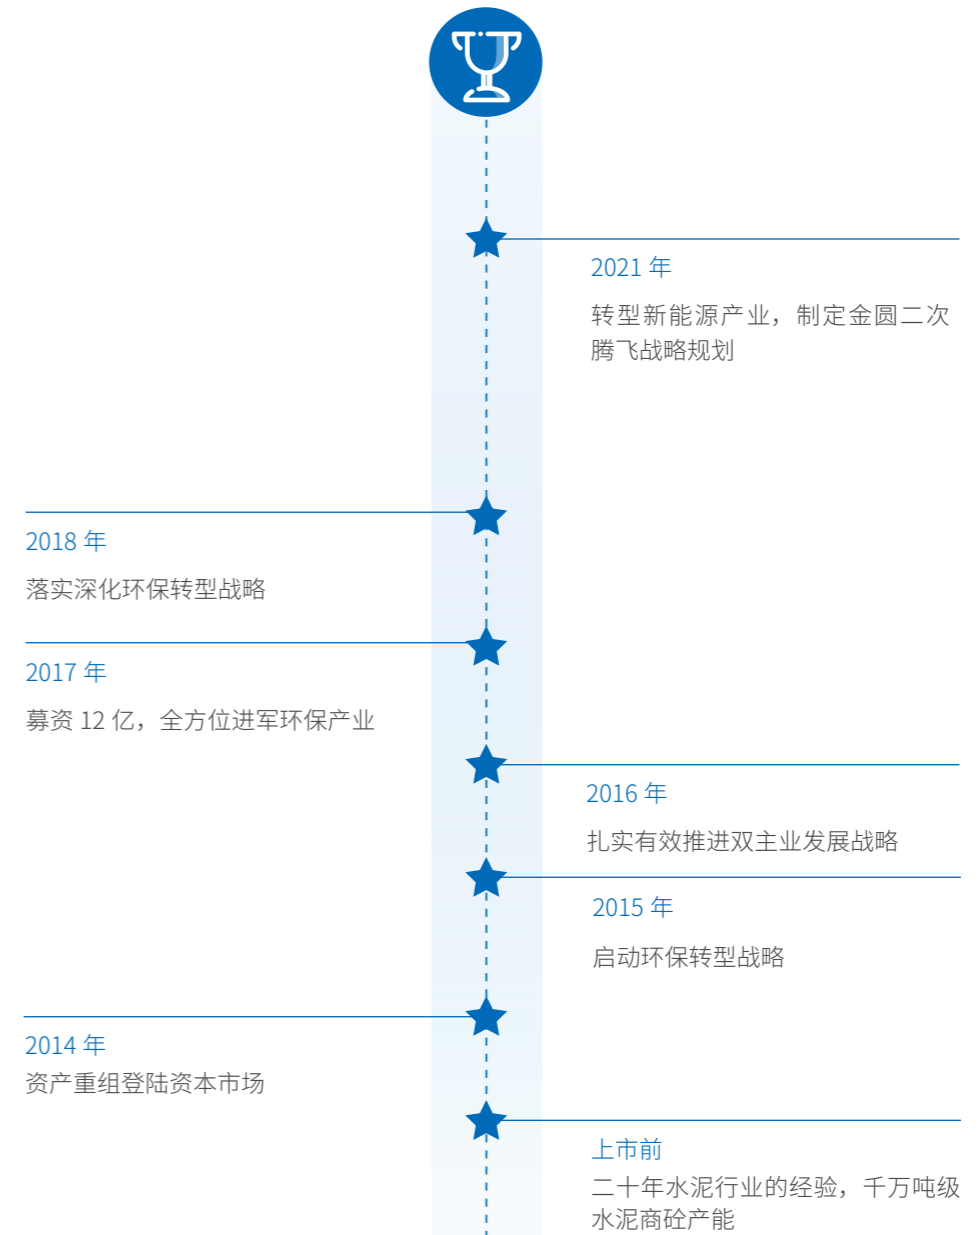 2021 年
转型新能源产业，制定金圆二次
腾飞战略规划
2018 年
落实深化环保转型战略
2017 年
募资 12 亿，全方位进军环保产业
2016 年
扎实有效推进双主业发展战略
2015 年
启动环保转型战略
2014 年
资产重组登陆资本市场
上市前
二十年水泥行业的经验，千万吨级
水泥商砼产能